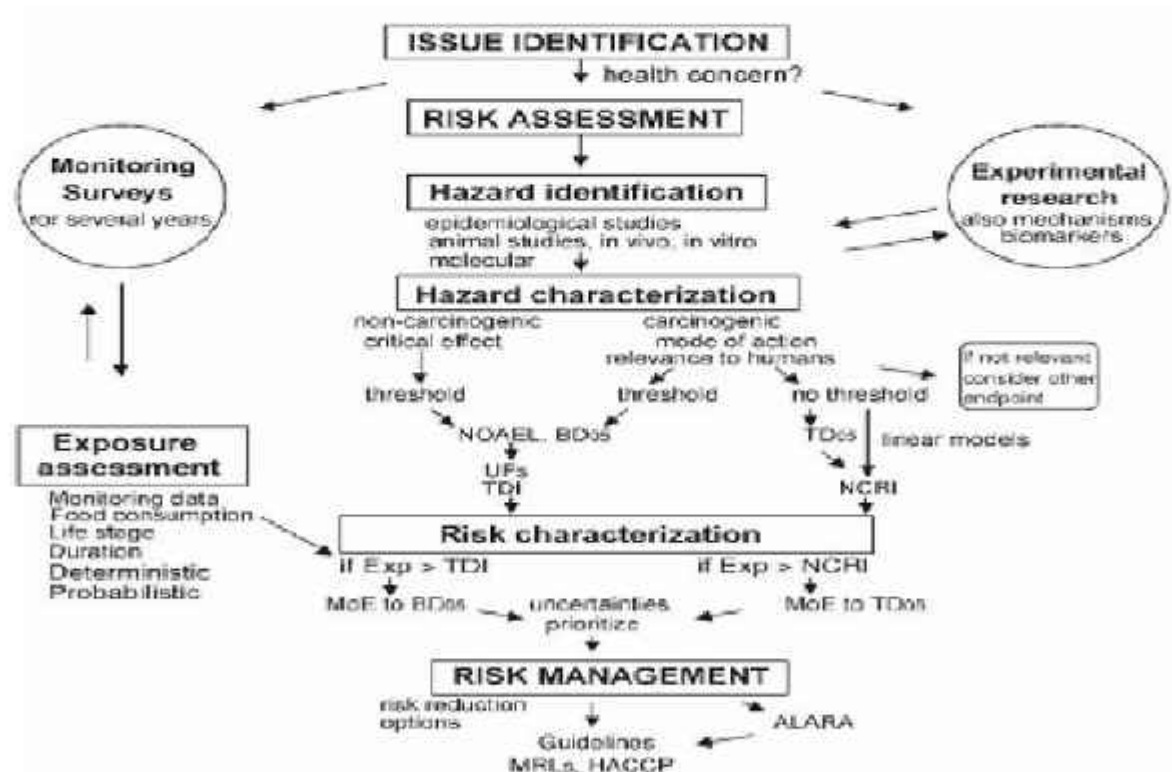 ISSUE IDENTIFICATION
health concern?
RISK ASSESSMENT
Monitoring
Surveys
for several years
Experimental
research
also mechanisms
biomarkers
Hazard identification
epidemiological studies
animal studies, in vivo, in vitro
molecular
Hazard characterization
non-carcinogenic
critical effect
carcinogenic
mode of action
relevance to humans
if not relevant
consider other
endpoint
threshold
threshold
no threshold
NOAEL, BD05
TD05
linear models
UFs
TDI
NCRI
Exposure
assessment
Monitoring data
Food consumption
Life stage
Duration
Deterministic
Probabilistic
Risk characterization
if Exp > TDI
if Exp > NCRI
MoE to BD05
uncertainties
prioritize
MoE to TD05
RISK MANAGEMENT
risk reduction
options
ALARA
Guidelines
MRLs, HACCP